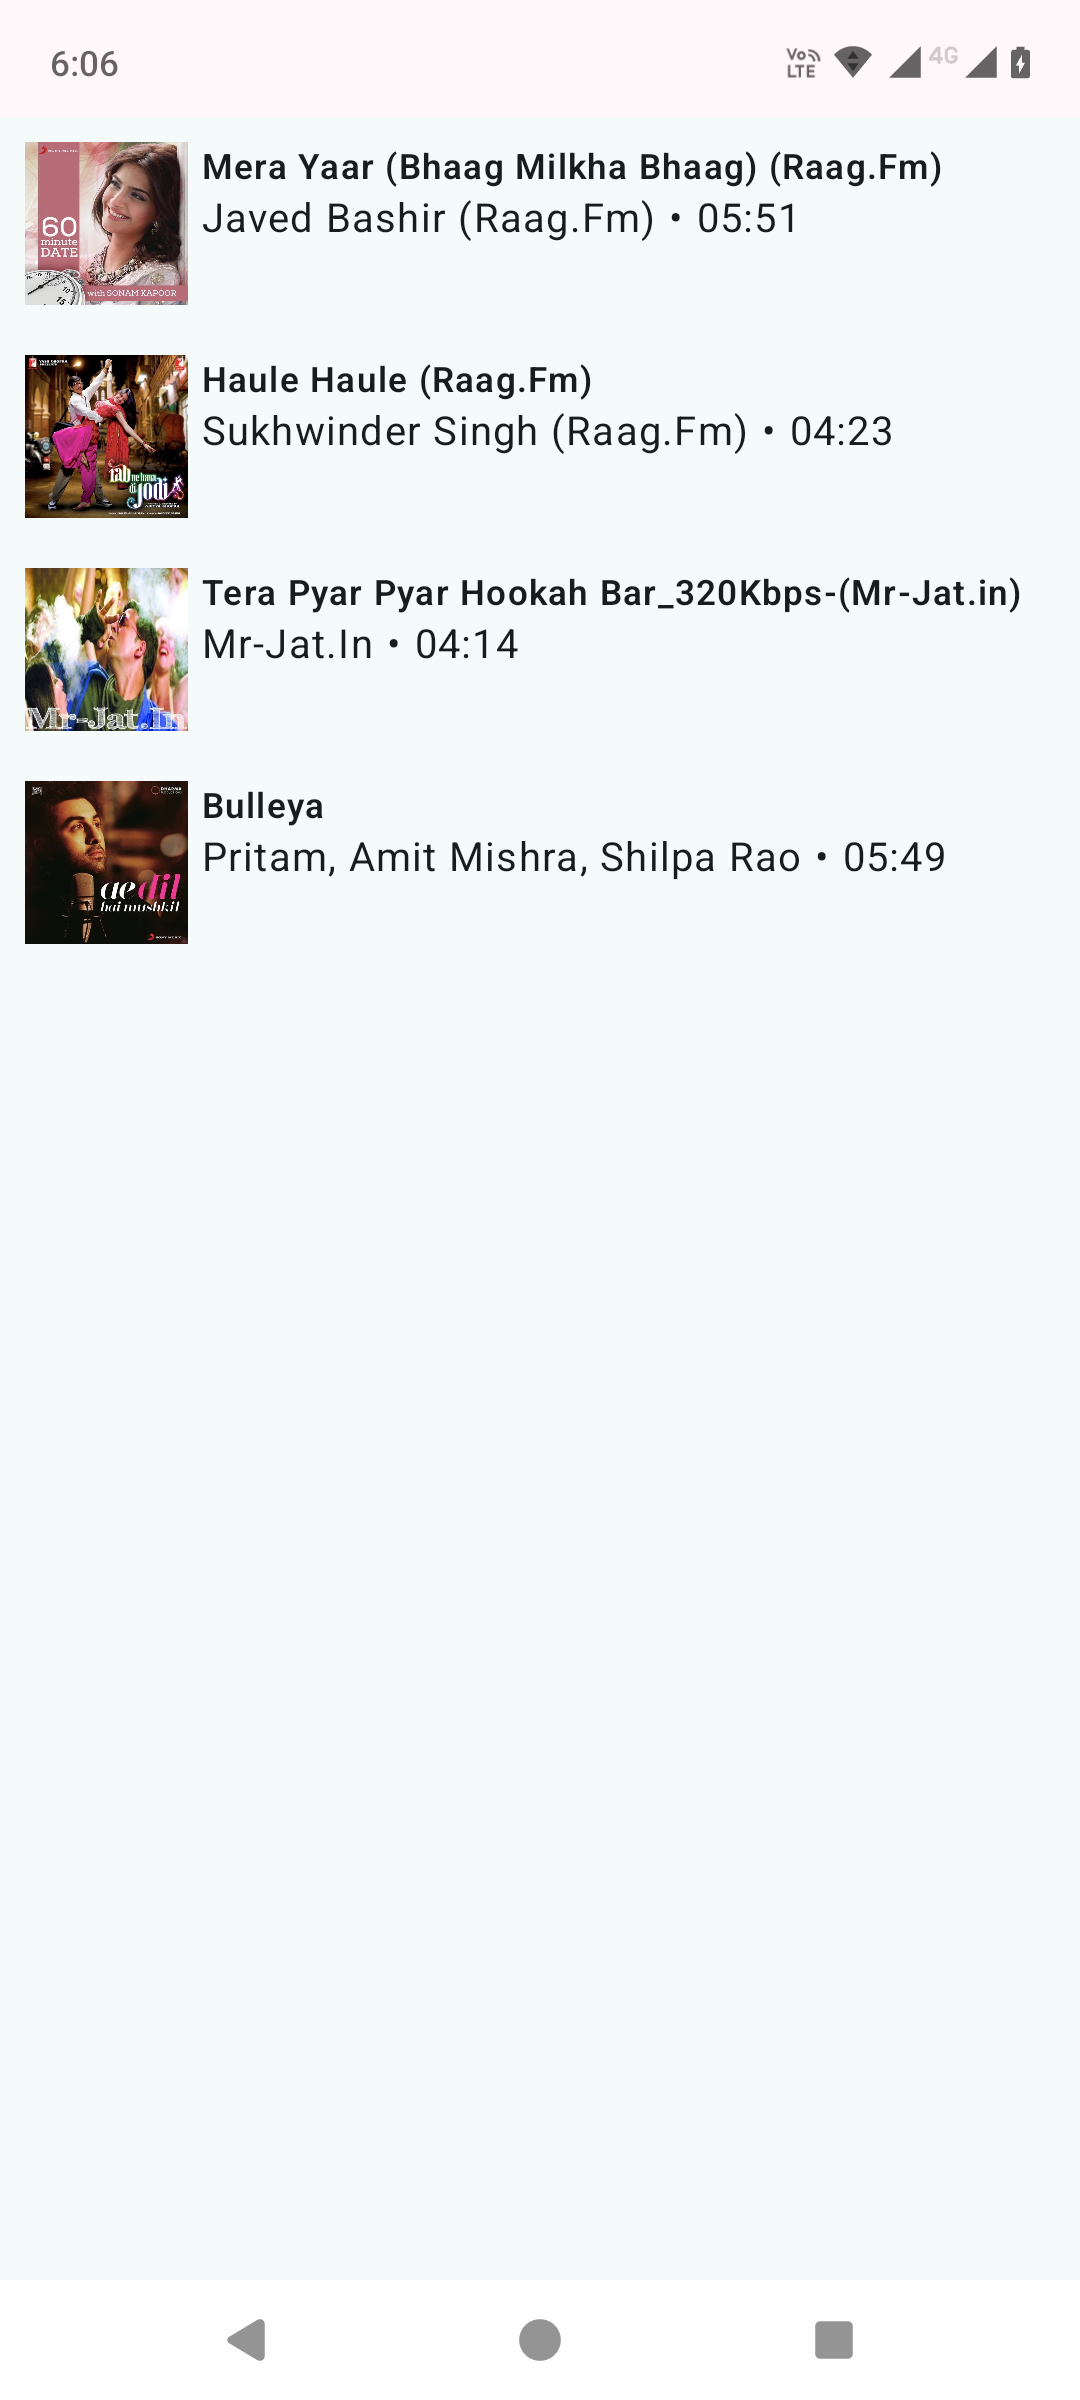 6:06
Vo LTE 4G
Mera Yaar (Bhaag Milkha Bhaag) (Raag.Fm)
Javed Bashir (Raag.Fm) • 05:51
60
minute
DATE
with SONAM KAPOOR
Haule Haule (Raag.Fm)
Sukhwinder Singh (Raag.Fm) • 04:23
rab ne bana
di Jodi
Tera Pyar Pyar Hookah Bar_320Kbps-(Mr-Jat.in)
Mr-Jat.In • 04:14
Mr-Jat.In
Bulleya
Pritam, Amit Mishra, Shilpa Rao • 05:49
ae dil
hai mushkil